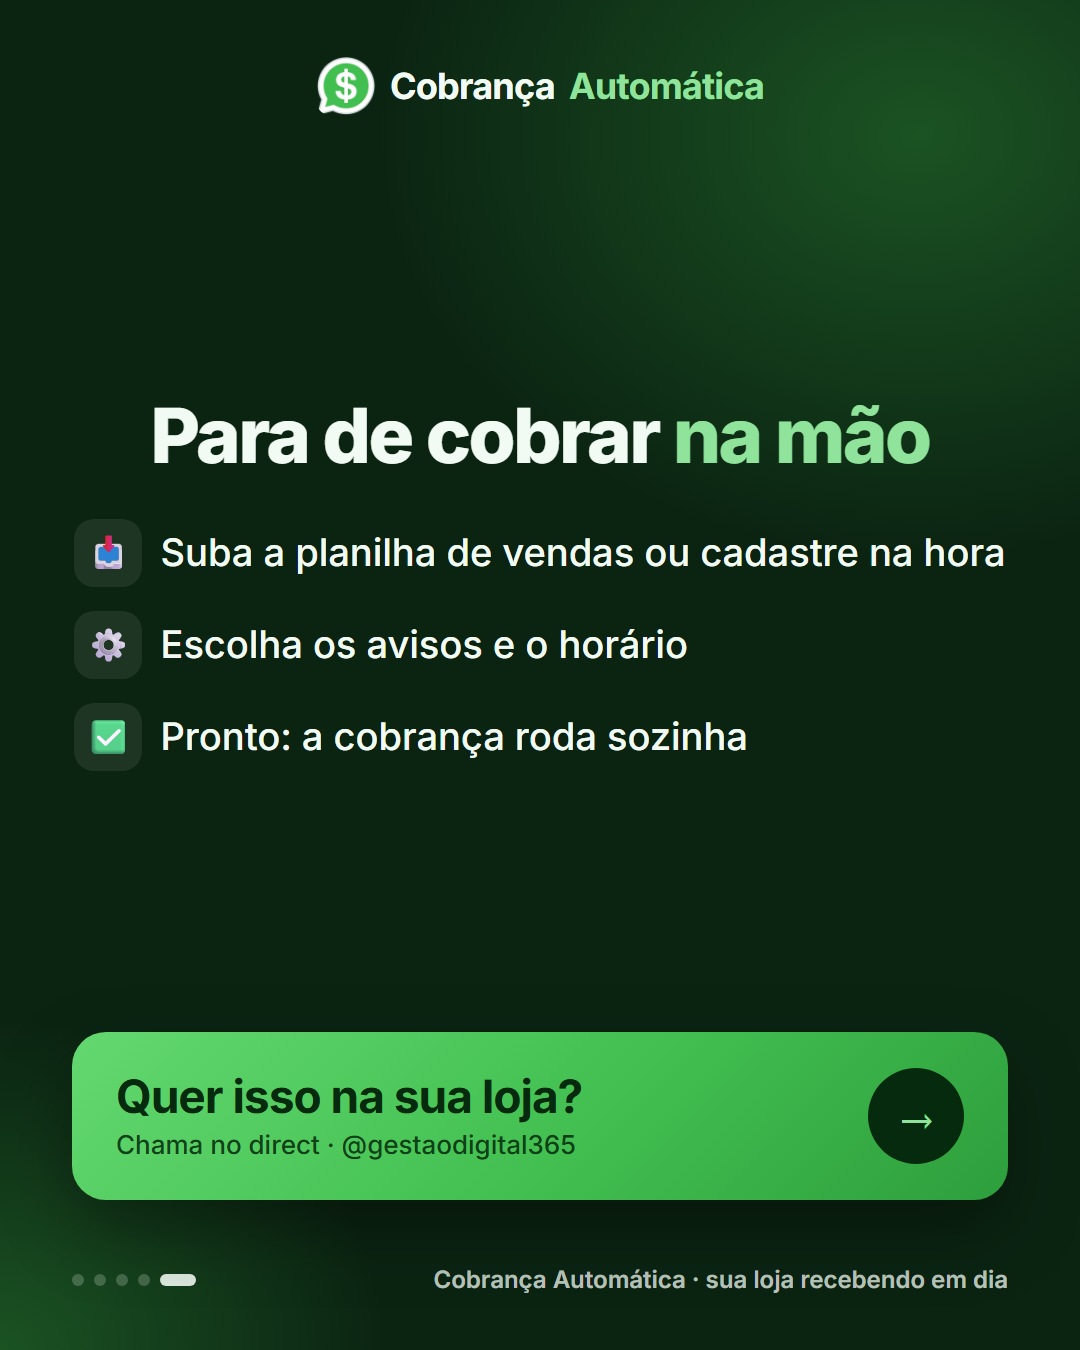 Cobrança Automática
Para de cobrar na mão
Suba a planilha de vendas ou cadastre na hora
Escolha os avisos e o horário
Pronto: a cobrança roda sozinha
Quer isso na sua loja?
Chama no direct · @gestaodigital365
Cobrança Automática · sua loja recebendo em dia